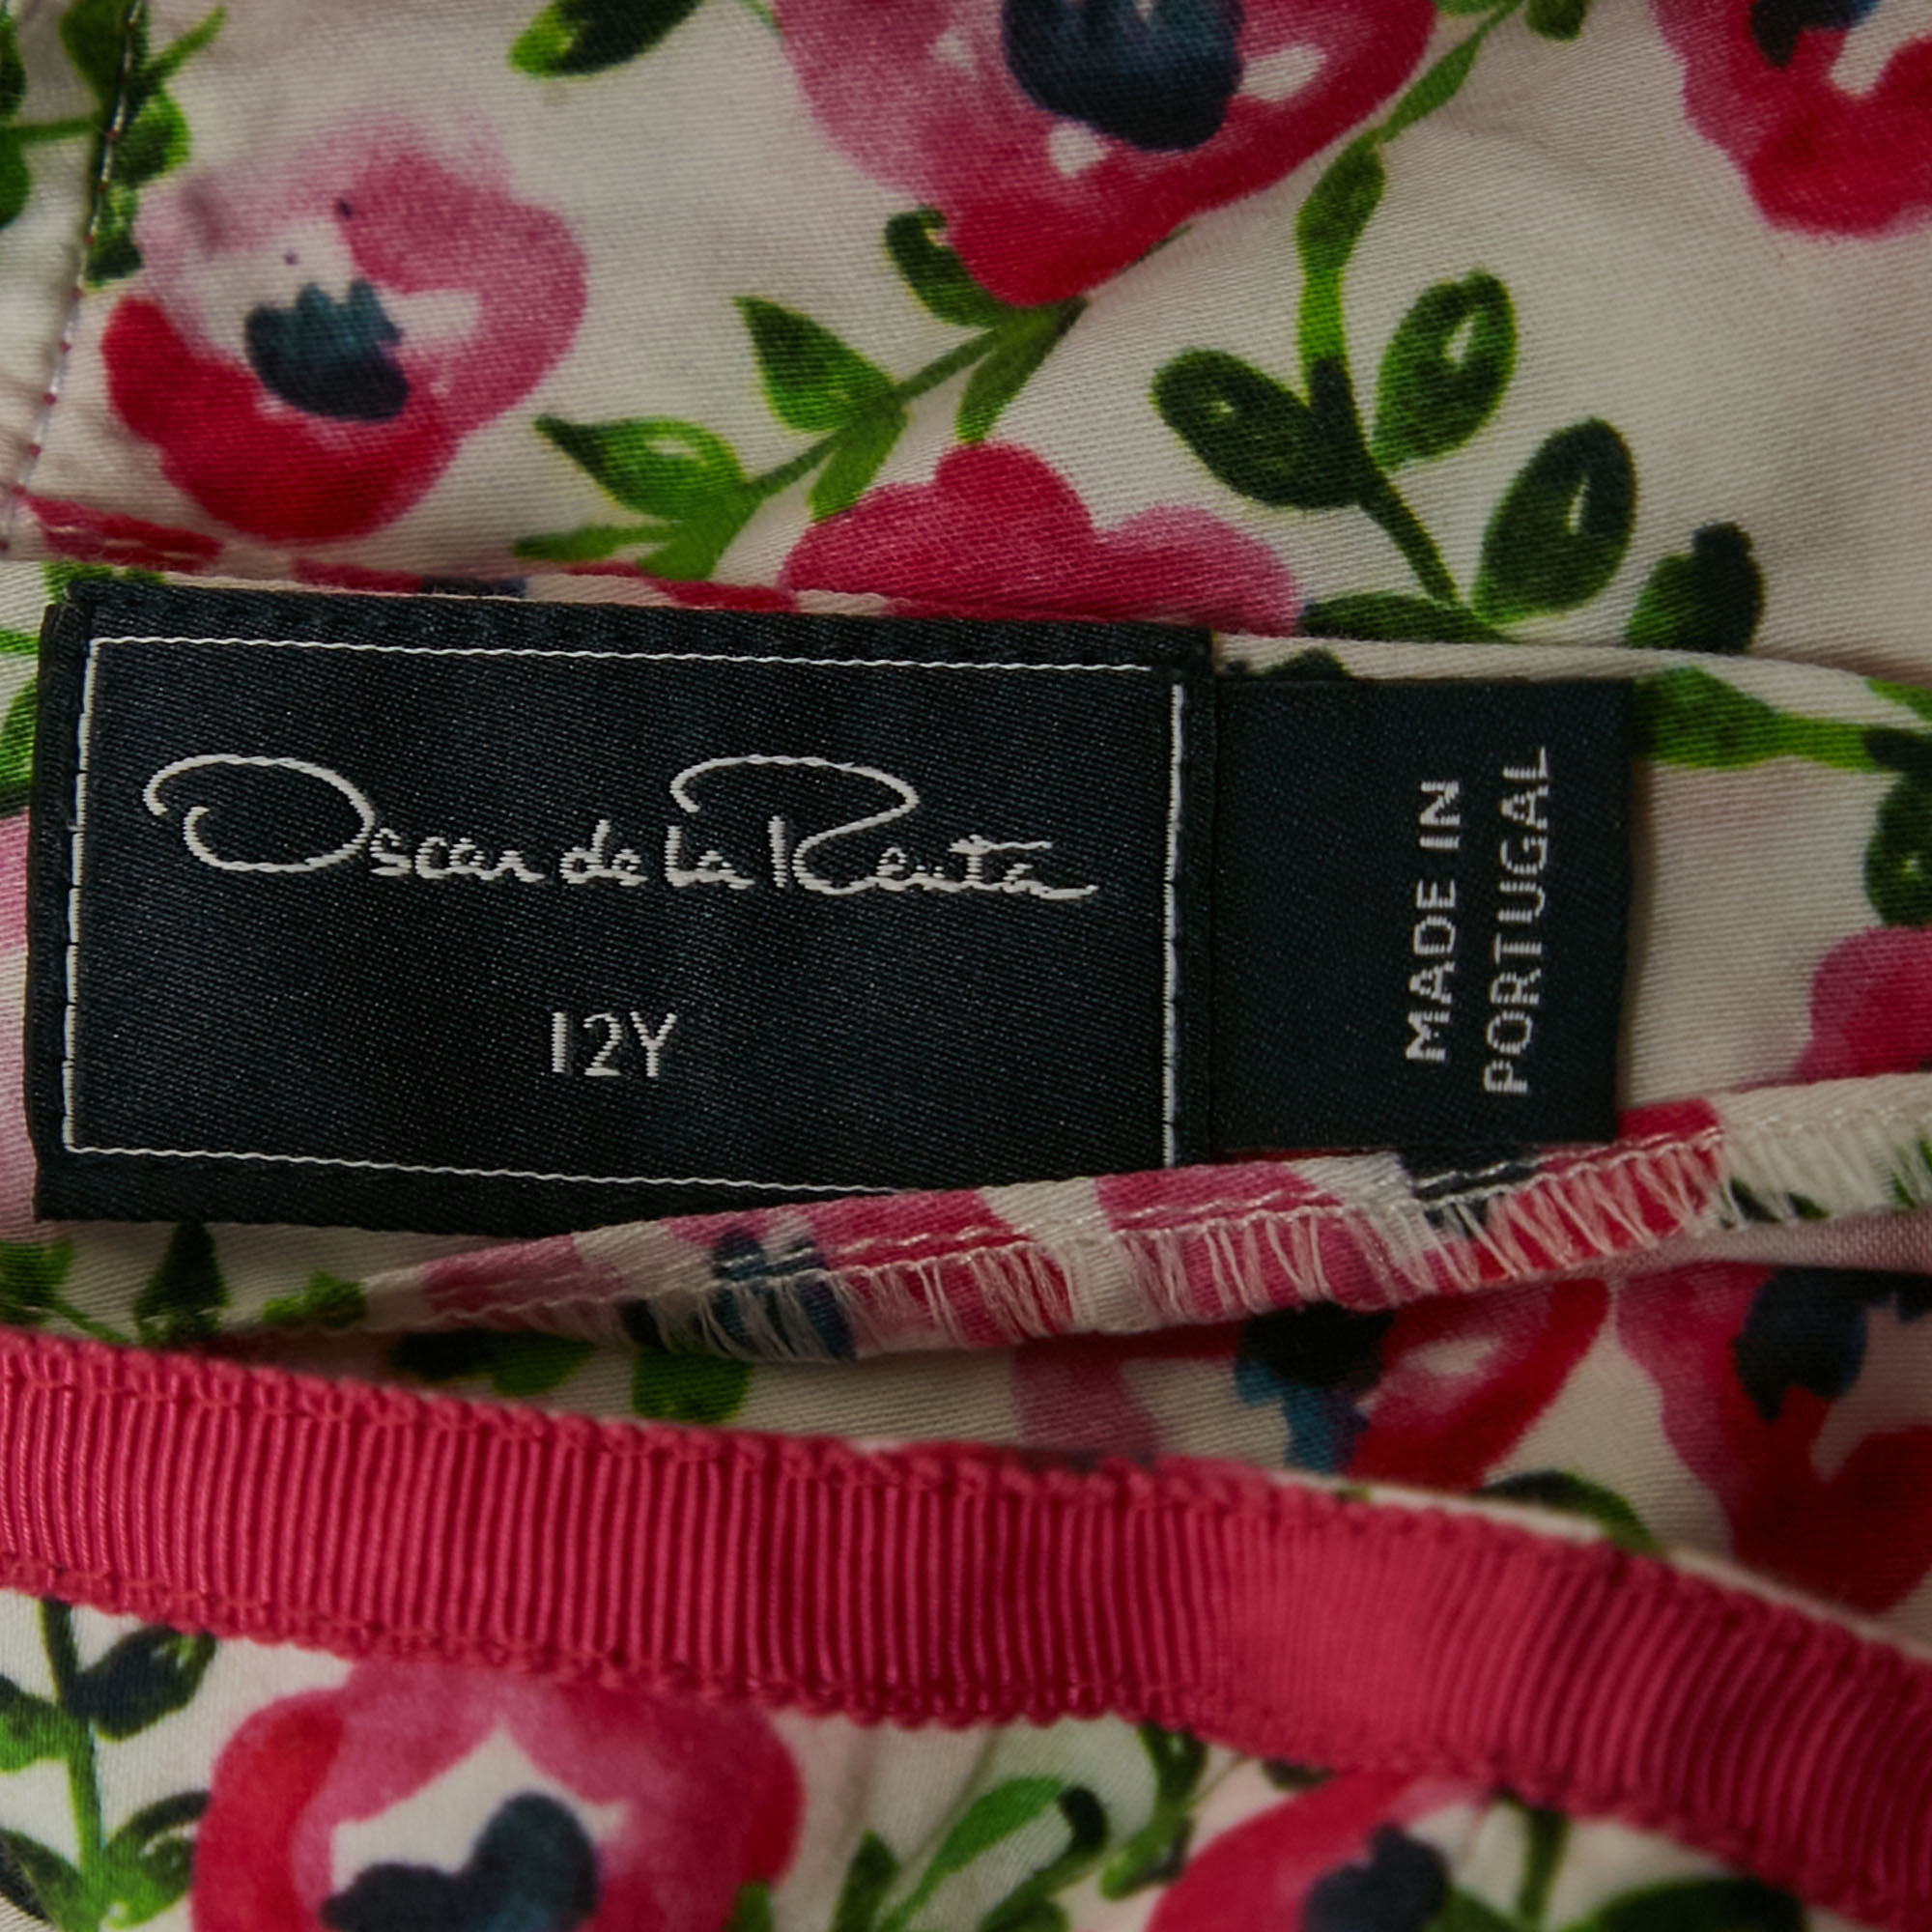 Oscar de la Renta
12Y
MADE IN
PORTUGAL